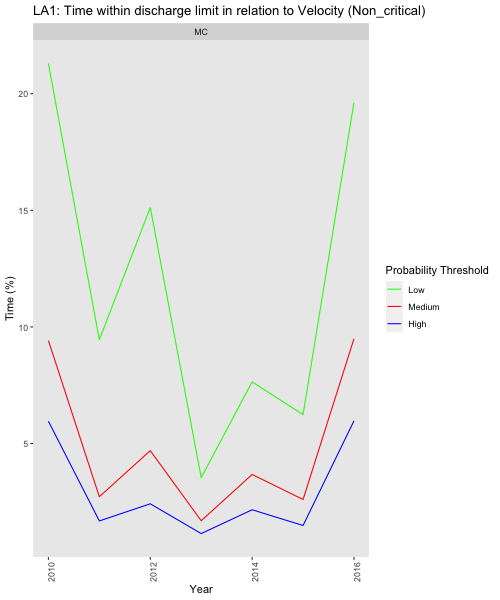 LA1: Time within discharge limit in relation to Velocity (Non_critical)
MC
20
15
10
5
Time (%)
2010
2012
2014
2016
Year
Probability Threshold
Low
Medium
High